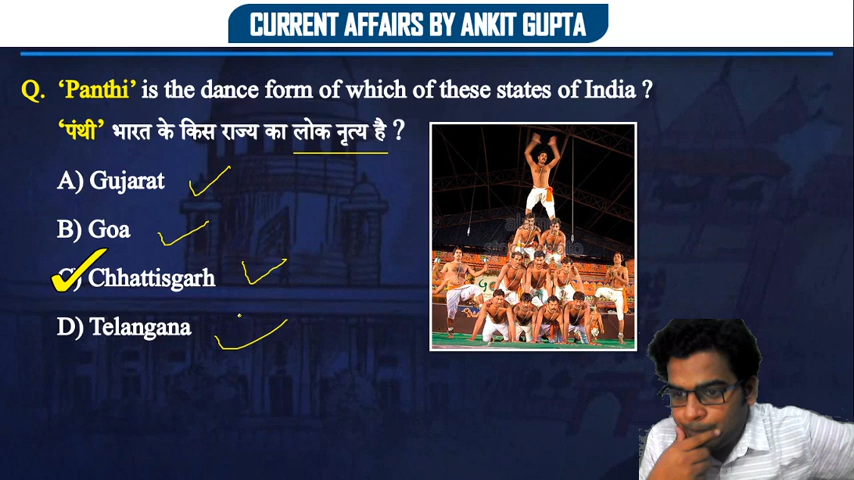 CURRENT AFFAIRS BY ANKIT GUPTA
Q. ‘Panthi’ is the dance form of which of these states of India ?
‘पंथी’ भारत के किस राज्य का लोक नृत्य है ?
A) Gujarat
B) Goa
C) Chhattisgarh
D) Telangana